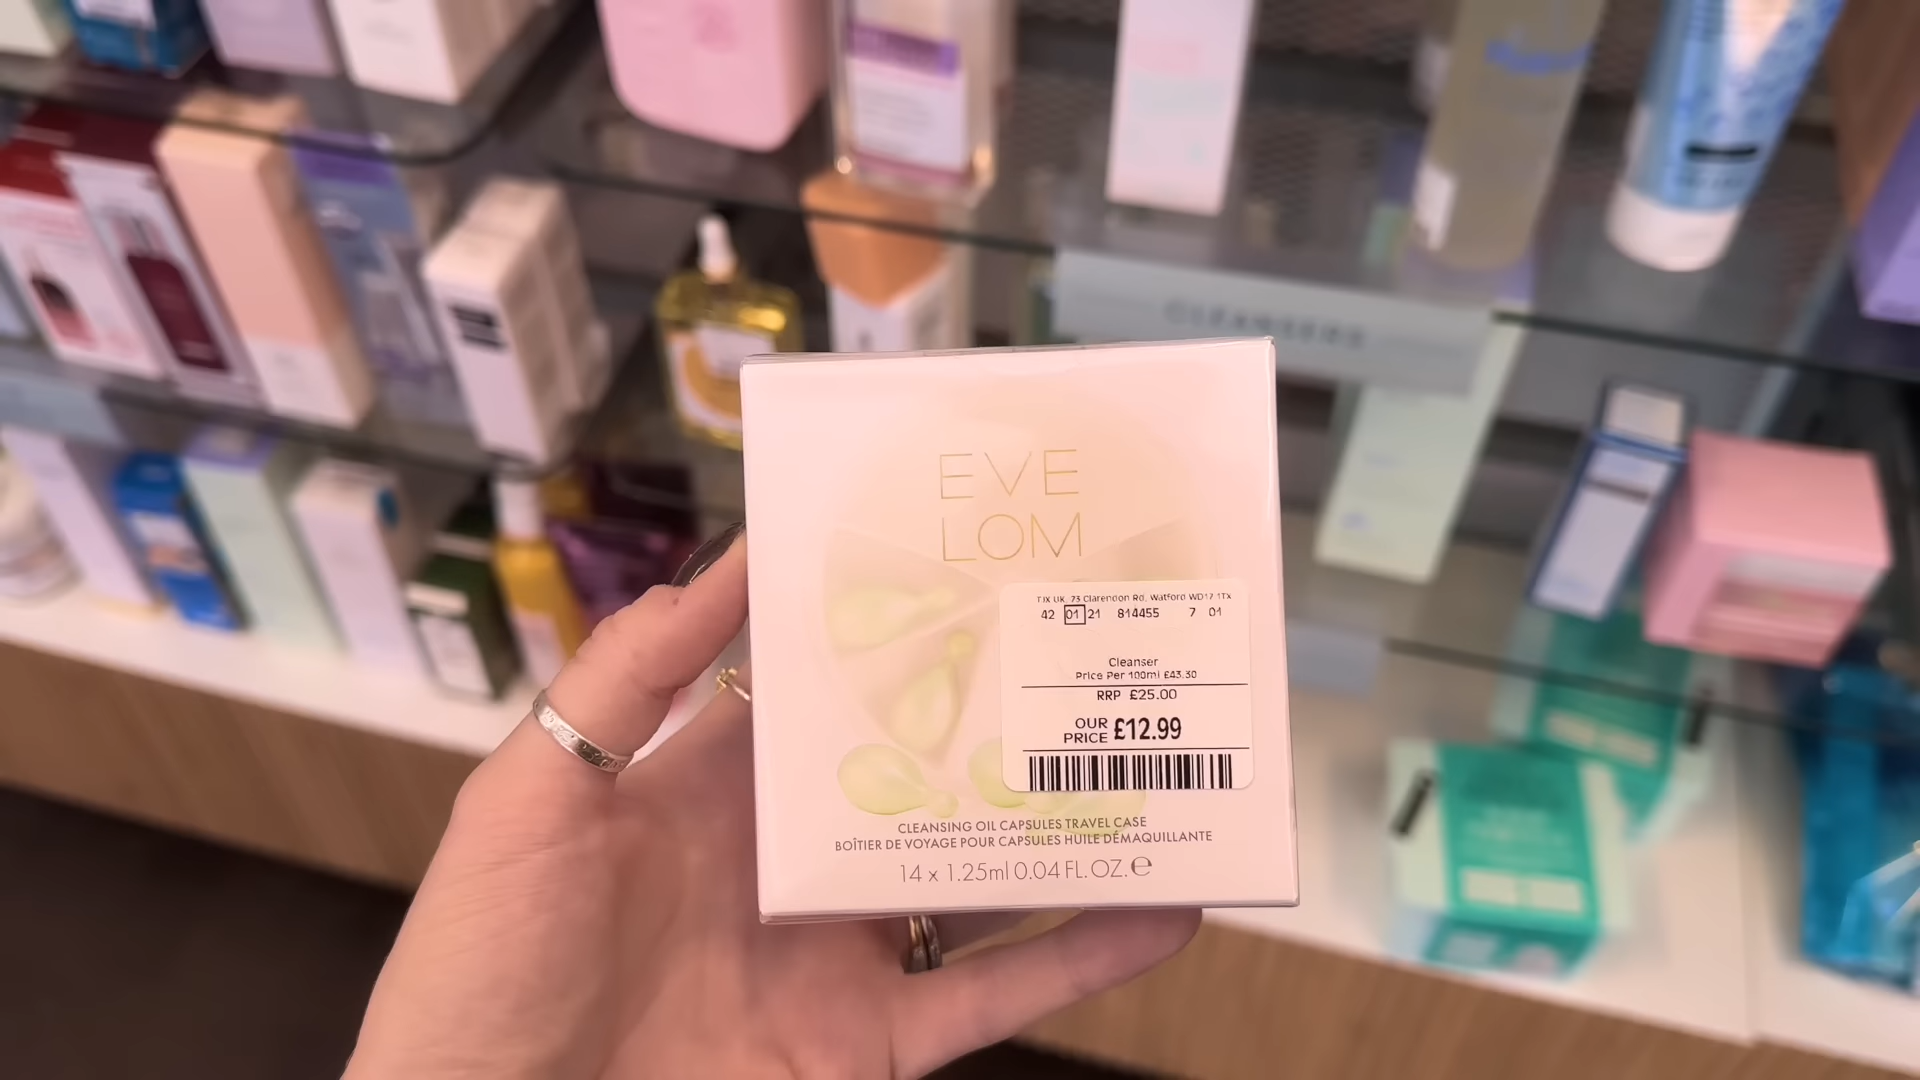 CLEANSERS
EVE
LOM
TJX UK, 73 Clarendon Rd, Watford WD17 1TX
42 01 21 814455 7 01
Cleanser
Price Per 100ml £43.30
RRP £25.00
OUR PRICE £12.99
CLEANSING OIL CAPSULES TRAVEL CASE
BOÎTIER DE VOYAGE POUR CAPSULES HUILE DÉMAQUILLANTE
14 x 1.25ml 0.04 FL. OZ. ℮